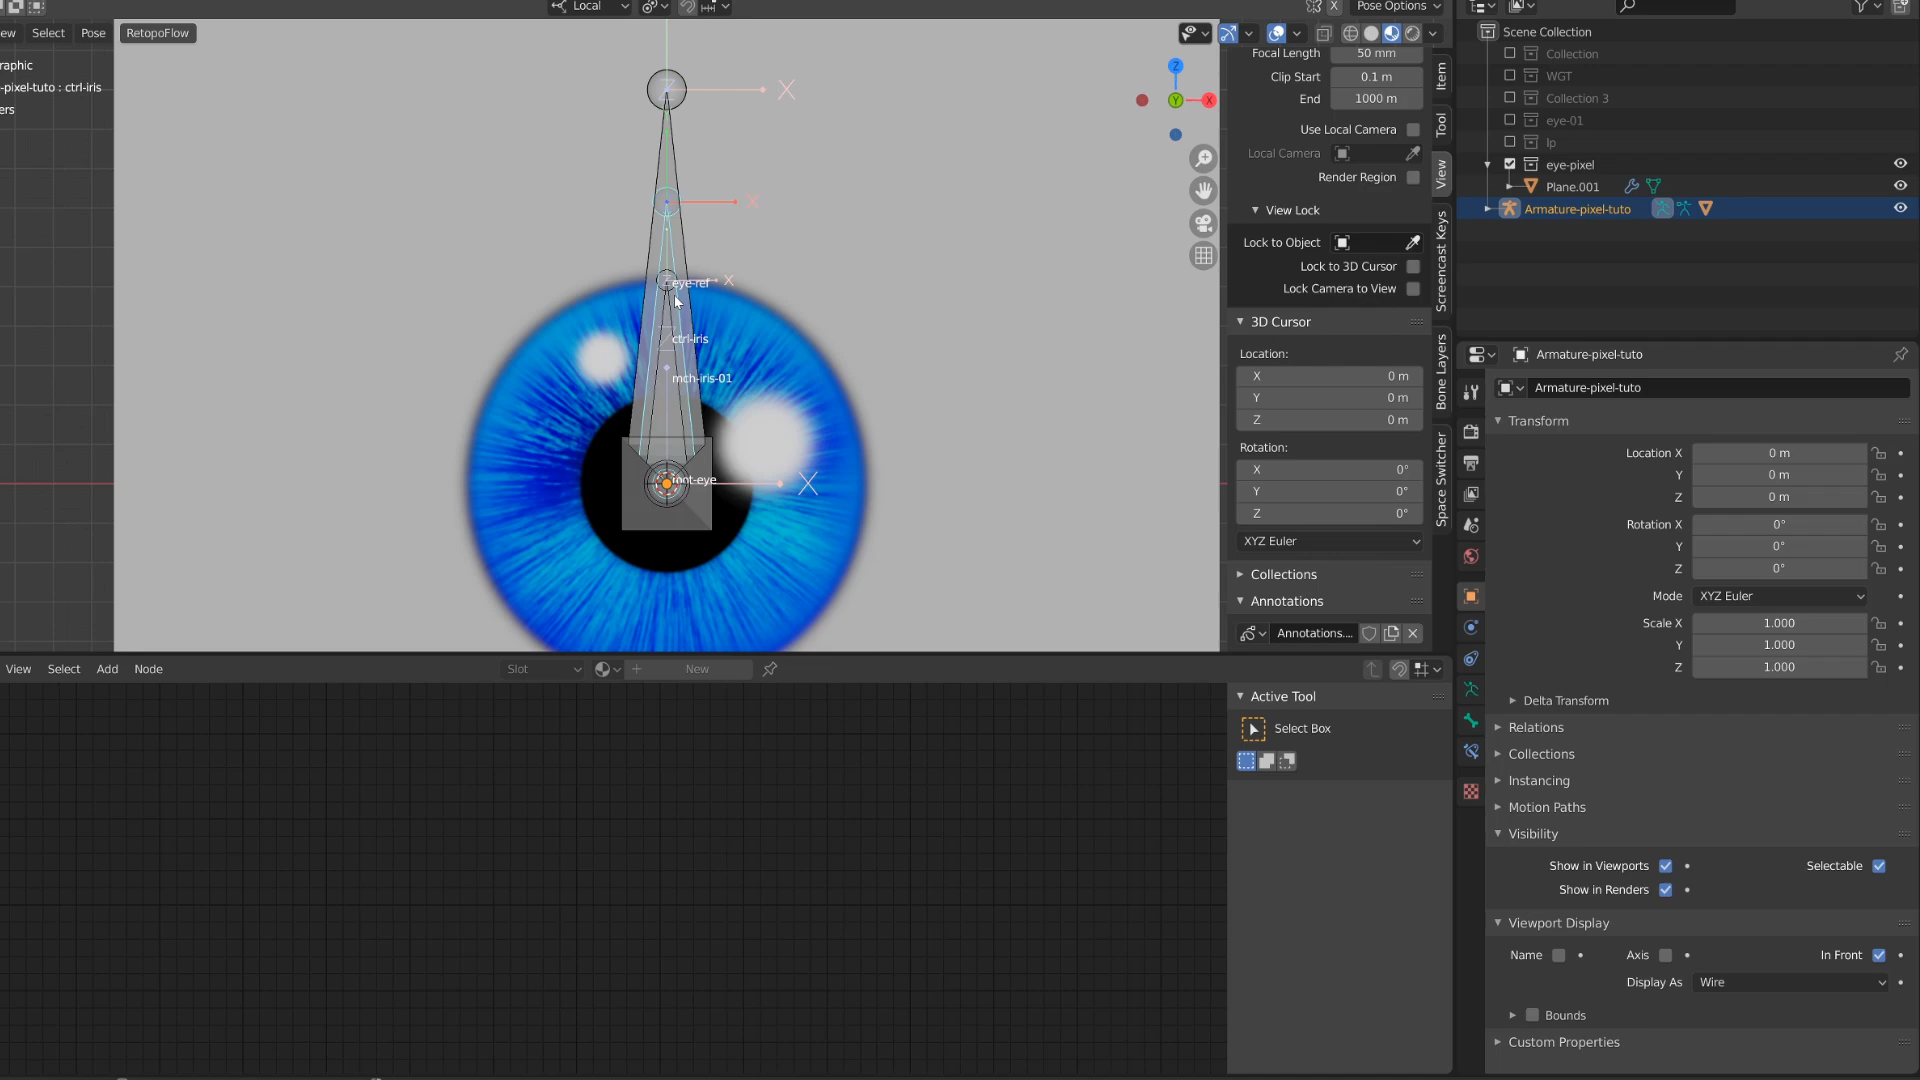 Local
X
Pose Options
ew
Select
Pose
RetopoFlow
raphic
-pixel-tuto : ctrl-iris
ers
X
X
X
X
eye-ref
ctrl-iris
mch-iris-01
root-eye
Z
Y
X
Focal Length
50 mm
Clip Start
0.1 m
End
1000 m
Use Local Camera
Local Camera
Render Region
View Lock
Lock to Object
Lock to 3D Cursor
Lock Camera to View
3D Cursor
Location:
X
0 m
Y
0 m
Z
0 m
Rotation:
X
0°
Y
0°
Z
0°
XYZ Euler
Collections
Annotations
Annotations....
Item
Tool
View
Screencast Keys
Bone Layers
Space Switcher
Scene Collection
Collection
WGT
Collection 3
eye-01
lp
eye-pixel
Plane.001
Armature-pixel-tuto
Armature-pixel-tuto
Armature-pixel-tuto
Transform
Location X
0 m
Y
0 m
Z
0 m
Rotation X
0°
Y
0°
Z
0°
Mode
XYZ Euler
Scale X
1.000
Y
1.000
Z
1.000
Delta Transform
Relations
Collections
Instancing
Motion Paths
Visibility
Show in Viewports
Selectable
Show in Renders
Viewport Display
Name
Axis
In Front
Display As
Wire
Bounds
Custom Properties
View
Select
Add
Node
Slot
New
Active Tool
Select Box